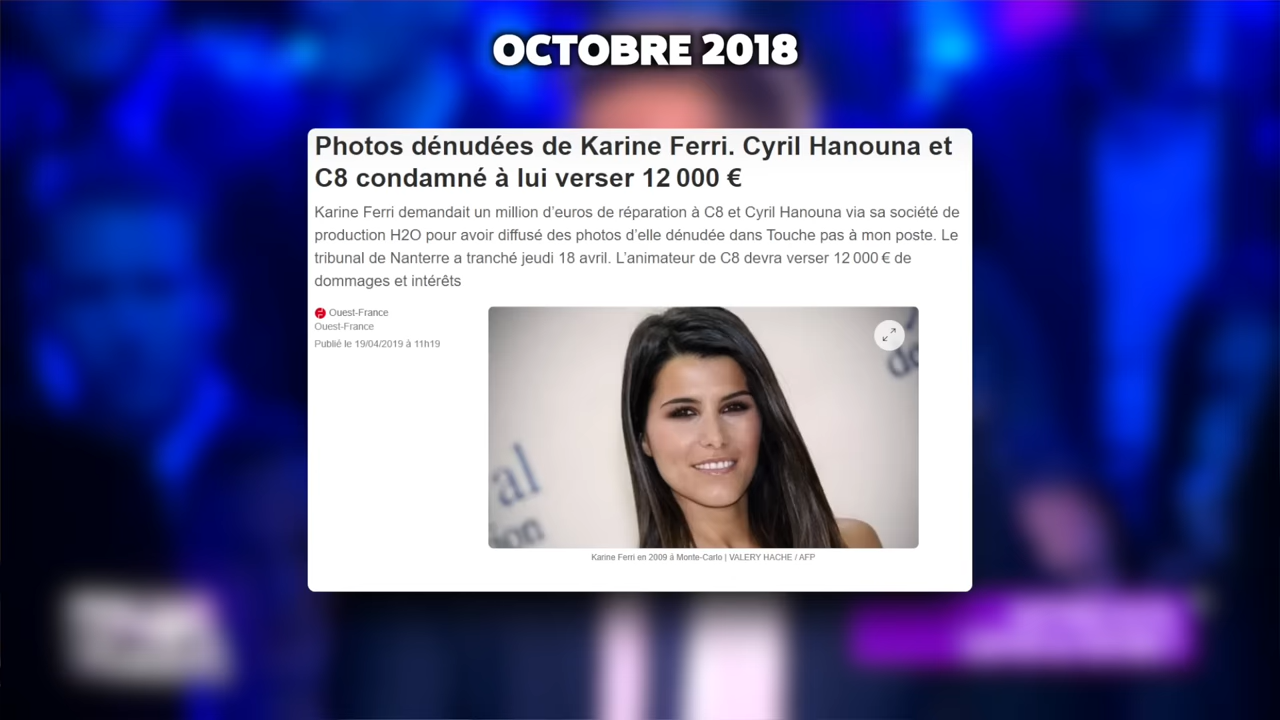 OCTOBRE 2018
Photos dénudées de Karine Ferri. Cyril Hanouna et
C8 condamné à lui verser 12 000 €
Karine Ferri demandait un million d'euros de réparation à C8 et Cyril Hanouna via sa société de
production H2O pour avoir diffusé des photos d'elle dénudée dans Touche pas à mon poste. Le
tribunal de Nanterre a tranché jeudi 18 avril. L'animateur de C8 devra verser 12 000 € de
dommages et intérêts
Ouest-France
Ouest-France
Publié le 19/04/2019 à 11h19
do
al
ion
Karine Ferri en 2009 à Monte-Carlo | VALERY HACHE / AFP